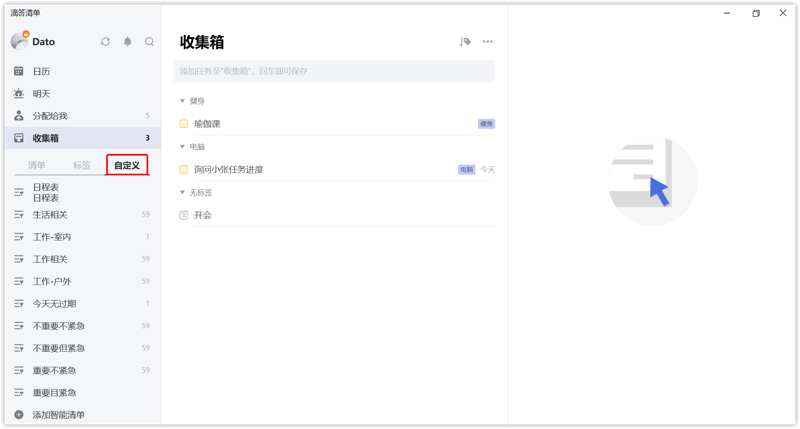 滴答清单
Dato
日历
明天
分配给我 5
收集箱 3
清单 标签 自定义
日程表
日程表
生活相关 59
工作-室内 1
工作相关 59
工作-户外 59
今天无过期 1
不重要不紧急 59
不重要但紧急 59
重要不紧急 59
重要且紧急
添加智能清单
收集箱
添加任务至“收集箱”，回车即可保存
健身
瑜伽课 健身
电脑
询问小张任务进度 电脑 今天
无标签
开会